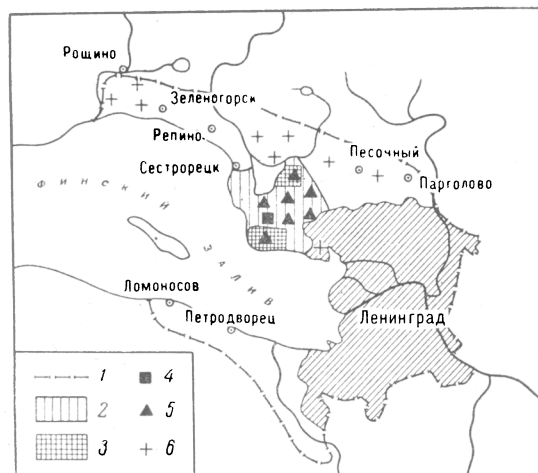 Рощино
Зеленогорск
Репино
Песочный
Сестрорецк
Парголово
ФИНСКИЙ
ЗАЛИВ
Ломоносов
Петродворец
Ленинград
1 4
2 5
3 6